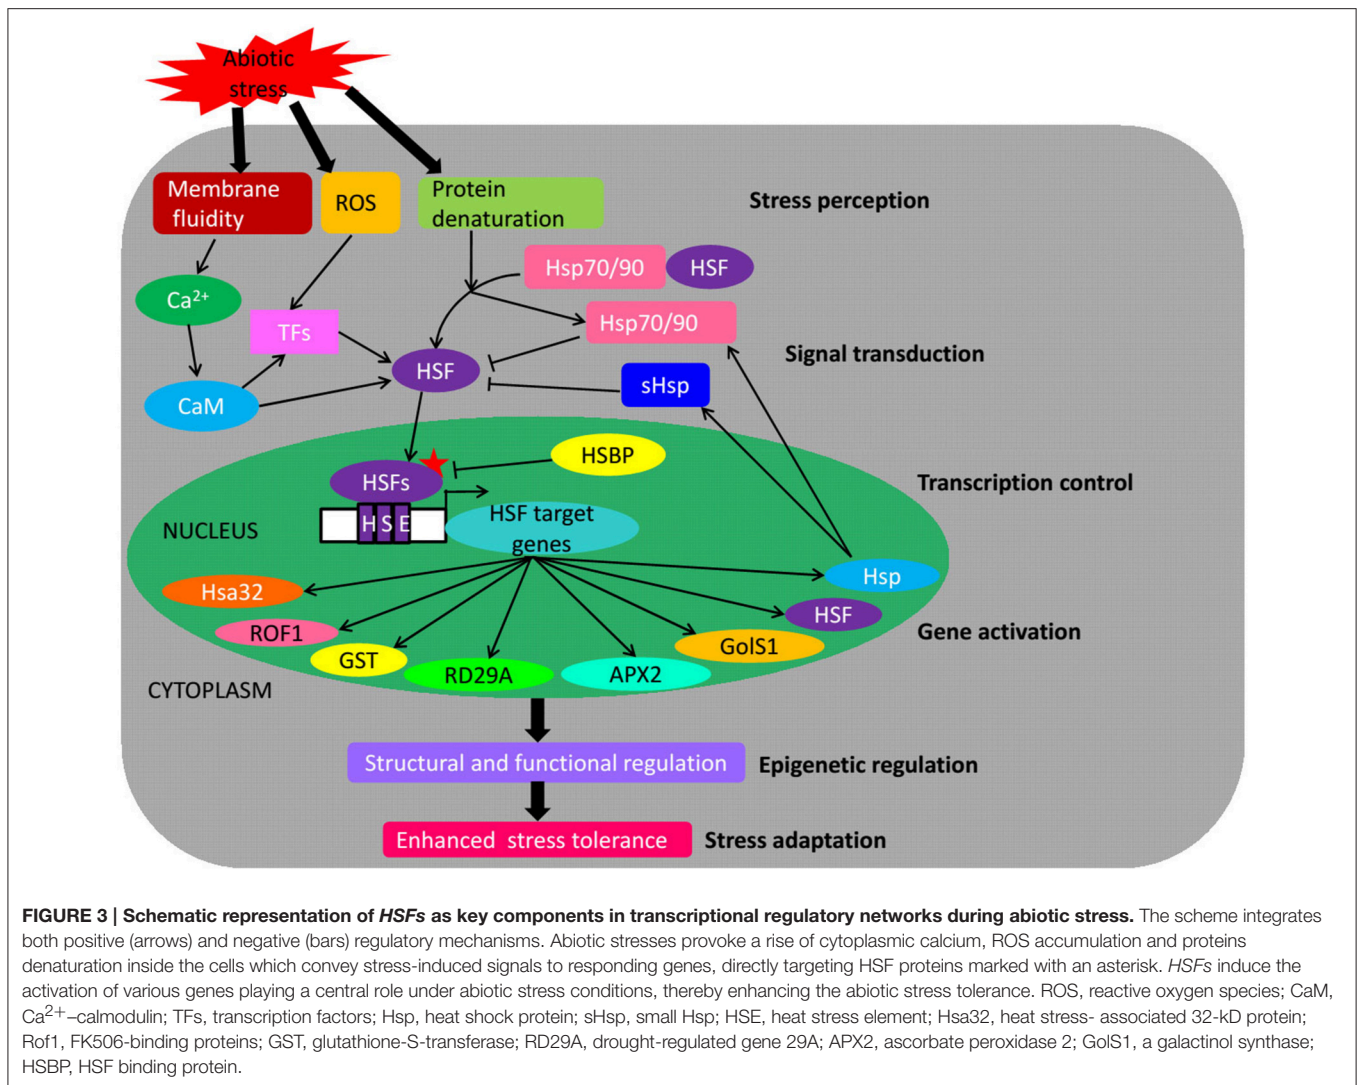 Abiotic
stress
Membrane
fluidity
ROS
Protein
denaturation
Stress perception
Hsp70/90
HSF
Ca²⁺
TFs
Hsp70/90
Signal transduction
HSF
sHsp
CaM
HSBP
HSFs
Transcription control
H S E
HSF target
genes
NUCLEUS
Hsp
Hsa32
HSF
ROF1
Gene activation
GolS1
GST
RD29A
APX2
CYTOPLASM
Structural and functional regulation
Epigenetic regulation
Enhanced stress tolerance
Stress adaptation
FIGURE 3 | Schematic representation of HSFs as key components in transcriptional regulatory networks during abiotic stress. The scheme integrates
both positive (arrows) and negative (bars) regulatory mechanisms. Abiotic stresses provoke a rise of cytoplasmic calcium, ROS accumulation and proteins
denaturation inside the cells which convey stress-induced signals to responding genes, directly targeting HSF proteins marked with an asterisk. HSFs induce the
activation of various genes playing a central role under abiotic stress conditions, thereby enhancing the abiotic stress tolerance. ROS, reactive oxygen species; CaM,
Ca²⁺–calmodulin; TFs, transcription factors; Hsp, heat shock protein; sHsp, small Hsp; HSE, heat stress element; Hsa32, heat stress- associated 32-kD protein;
Rof1, FK506-binding proteins; GST, glutathione-S-transferase; RD29A, drought-regulated gene 29A; APX2, ascorbate peroxidase 2; GolS1, a galactinol synthase;
HSBP, HSF binding protein.